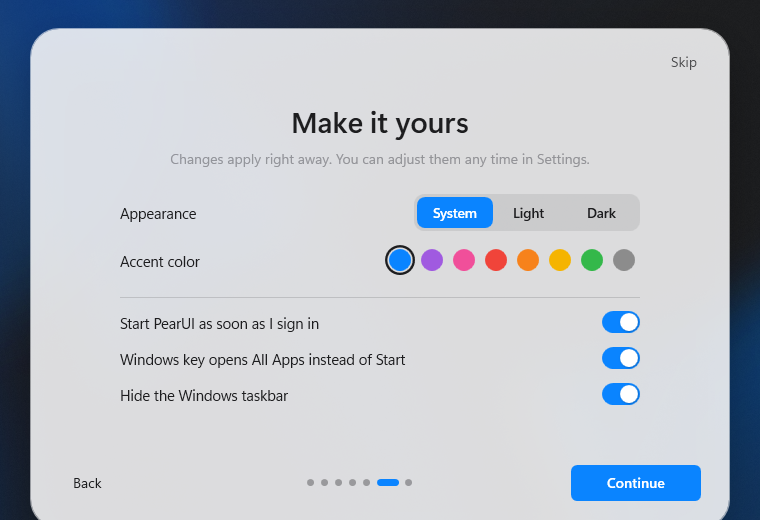 Skip
Make it yours
Changes apply right away. You can adjust them any time in Settings.
Appearance System Light Dark
Accent color
Start PearUI as soon as I sign in
Windows key opens All Apps instead of Start
Hide the Windows taskbar
Back Continue